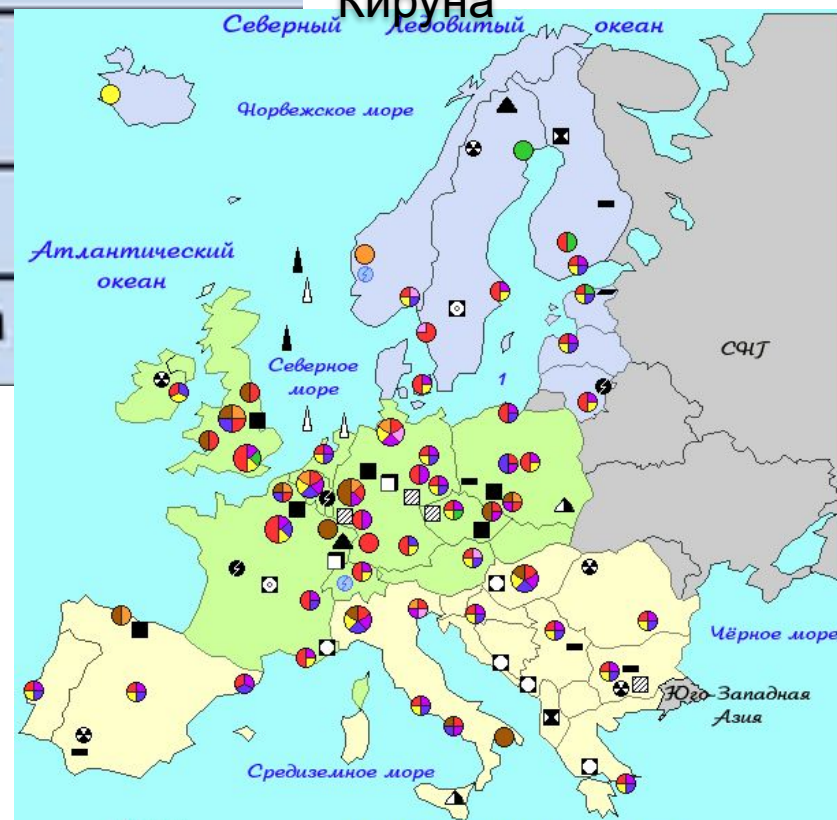 Кируна
Северный Ледовитый океан
Норвежское море
Атлантический
океан
Северное
море
1
СНГ
Чёрное море
Юго-Западная
Азия
Средиземное море